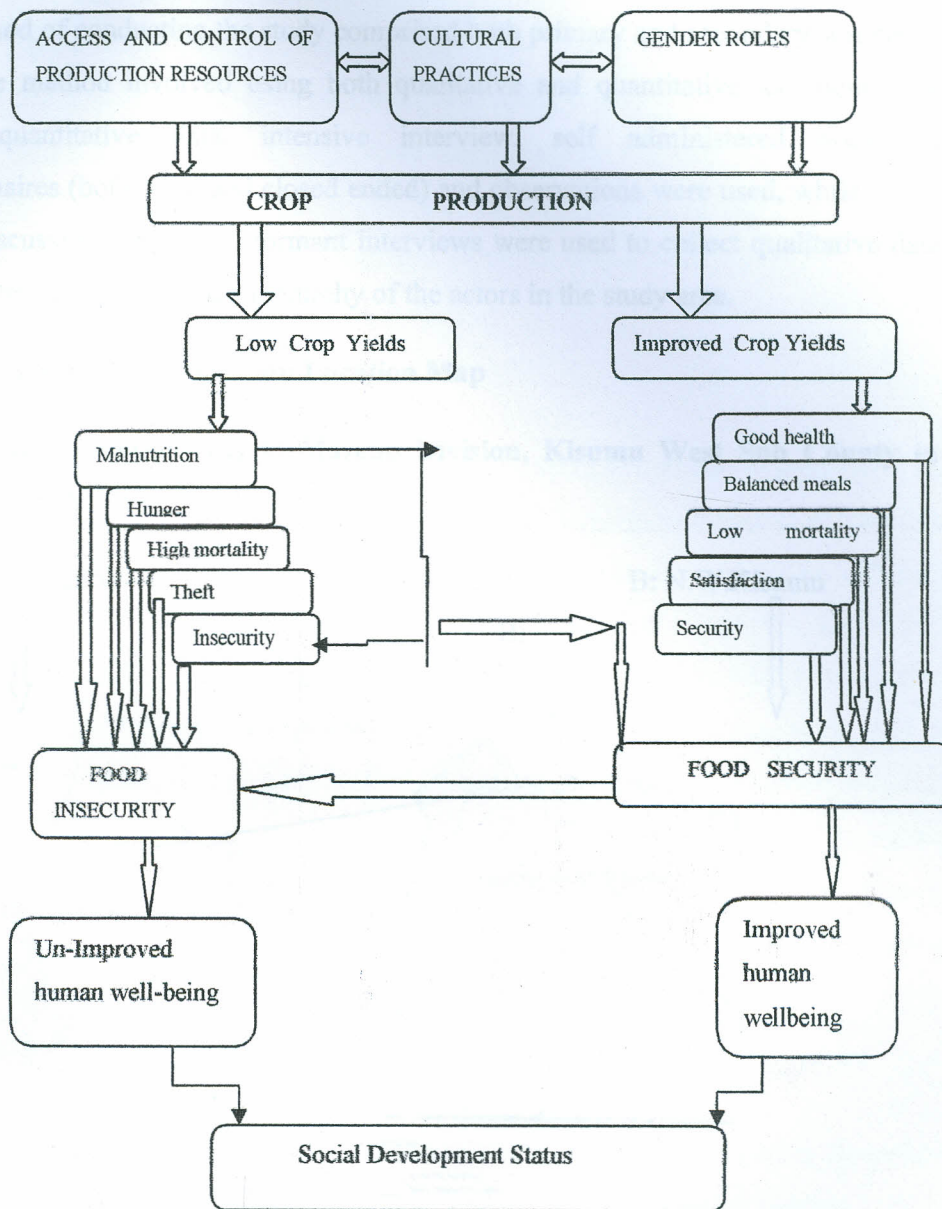 ACCESS AND CONTROL OF
PRODUCTION RESOURCES
CULTURAL
PRACTICES
GENDER ROLES
CROP PRODUCTION
Low Crop Yields
Improved Crop Yields
Malnutrition
Hunger
High mortality
Theft
Insecurity
Good health
Balanced meals
Low mortality
Satisfaction
Security
FOOD
INSECURITY
FOOD SECURITY
Un-Improved
human well-being
Improved
human
wellbeing
Social Development Status